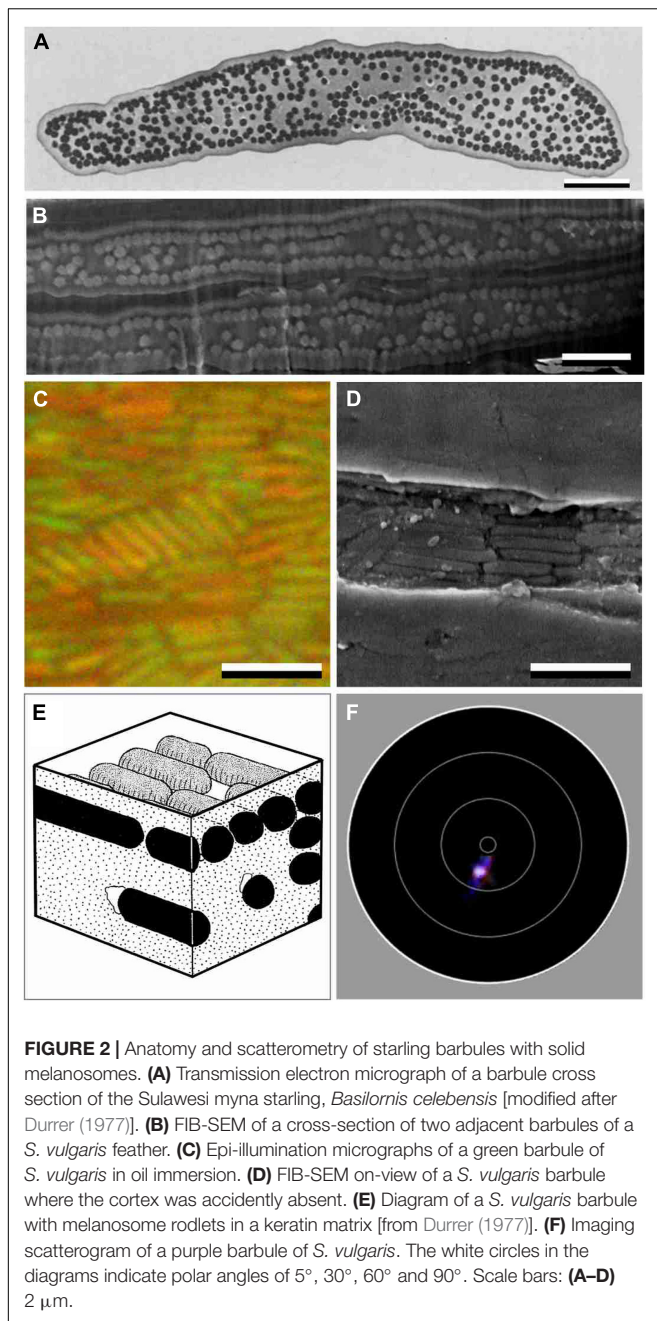 A
B
C
D
E
F
FIGURE 2 | Anatomy and scatterometry of starling barbules with solid
melanosomes. (A) Transmission electron micrograph of a barbule cross
section of the Sulawesi myna starling, Basilornis celebensis [modified after
Durrer (1977)]. (B) FIB-SEM of a cross-section of two adjacent barbules of a
S. vulgaris feather. (C) Epi-illumination micrographs of a green barbule of
S. vulgaris in oil immersion. (D) FIB-SEM on-view of a S. vulgaris barbule
where the cortex was accidently absent. (E) Diagram of a S. vulgaris barbule
with melanosome rodlets in a keratin matrix [from Durrer (1977)]. (F) Imaging
scatterogram of a purple barbule of S. vulgaris. The white circles in the
diagrams indicate polar angles of 5°, 30°, 60° and 90°. Scale bars: (A–D)
2 μm.